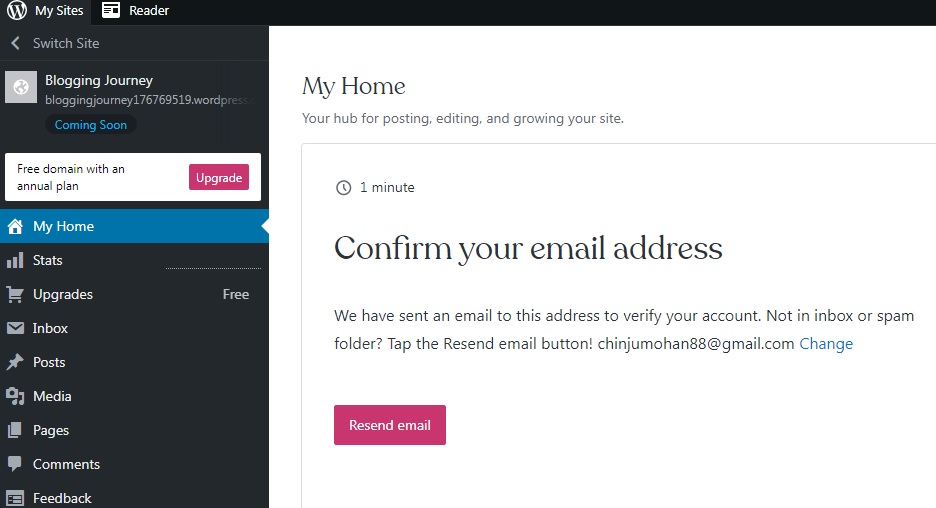 My Sites Reader
Switch Site
Blogging Journey
bloggingjourney176769519.wordpress.
Coming Soon
Free domain with an
annual plan
Upgrade
My Home
Stats
Upgrades Free
Inbox
Posts
Media
Pages
Comments
Feedback
My Home
Your hub for posting, editing, and growing your site.
1 minute
Confirm your email address
We have sent an email to this address to verify your account. Not in inbox or spam
folder? Tap the Resend email button! chinjumohan88@gmail.com Change
Resend email